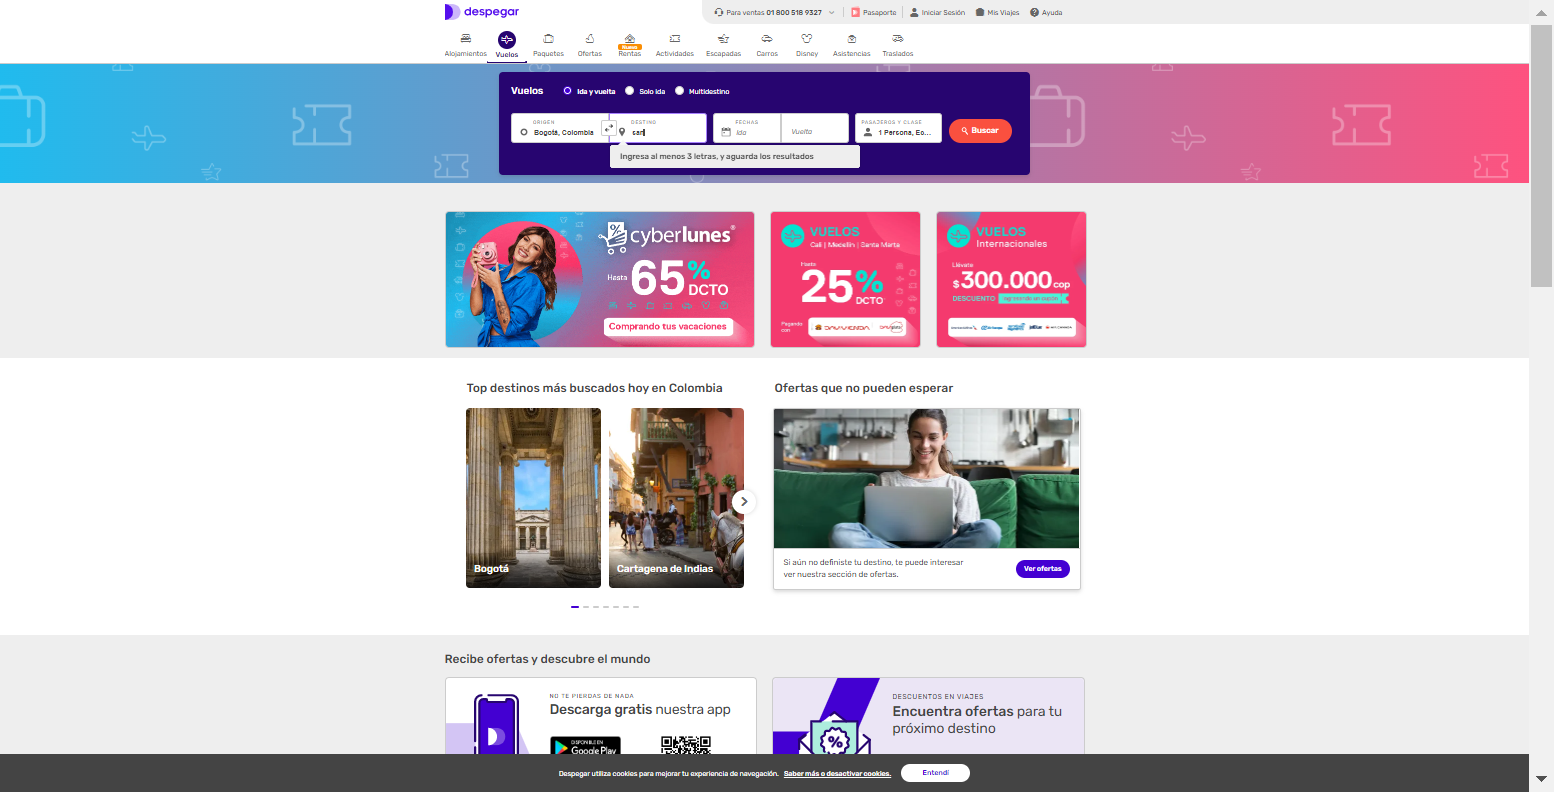 despegar
Para ventas 01 800 518 9327
Pasaporte
Iniciar Sesión
Mis Viajes
Ayuda
Alojamientos
Vuelos
Paquetes
Ofertas
Nuevo
Rentas
Actividades
Escapadas
Carros
Disney
Asistencias
Traslados
Vuelos
Ida y vuelta
Solo ida
Multidestino
ORIGEN
Bogotá, Colombia
DESTINO
san
FECHAS
Ida
Vuelta
PASAJEROS Y CLASE
1 Persona, Ec...
Buscar
Ingresa al menos 3 letras, y aguarda los resultados
cyberlunes®
Hasta 65% DCTO
Comprando tus vacaciones
VUELOS
Cali | Medellín | Santa Marta
Hasta
25% DCTO
Pagando con
DAVIVIENDA
VUELOS
Internacionales
Llévate
$300.000 cop
DESCUENTO ingresando un cupón
Top destinos más buscados hoy en Colombia
Bogotá
Cartagena de Indias
Ofertas que no pueden esperar
Si aún no definiste tu destino, te puede interesar
ver nuestra sección de ofertas.
Ver ofertas
Recibe ofertas y descubre el mundo
NO TE PIERDAS DE NADA
Descarga gratis nuestra app
DISPONIBLE EN
Google Play
DESCUENTOS EN VIAJES
Encuentra ofertas para tu
próximo destino
Despegar utiliza cookies para mejorar tu experiencia de navegación. Saber más o desactivar cookies.
Entendí